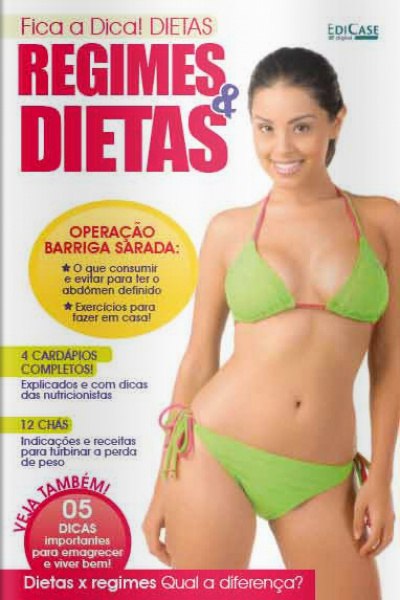 Fica a Dica! DIETAS
EDICASE
digital
REGIMES
&
DIETAS
OPERAÇÃO
BARRIGA SARADA:
★ O que consumir
e evitar para ter o
abdômen definido
★ Exercícios para
fazer em casa!
4 CARDÁPIOS
COMPLETOS!
Explicados e com dicas
das nutricionistas
12 CHÁS
Indicações e receitas
para turbinar a perda
de peso
VEJA TAMBÉM!
05
DICAS
importantes
para emagrecer
e viver bem!
Dietas x regimes Qual a diferença?